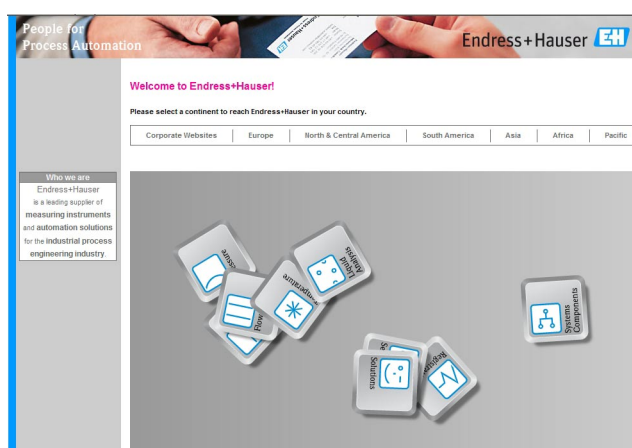 People for
Process Automation
Endress+Hauser
Endress+Hauser EH
Welcome to Endress+Hauser!
Please select a continent to reach Endress+Hauser in your country.
Corporate Websites
Europe
North & Central America
South America
Asia
Africa
Pacific
Who we are
Endress+Hauser
is a leading supplier of
measuring instruments
and automation solutions
for the industrial process
engineering industry.
Liquid
Analysis
Flow
Solutions
Systems
Components